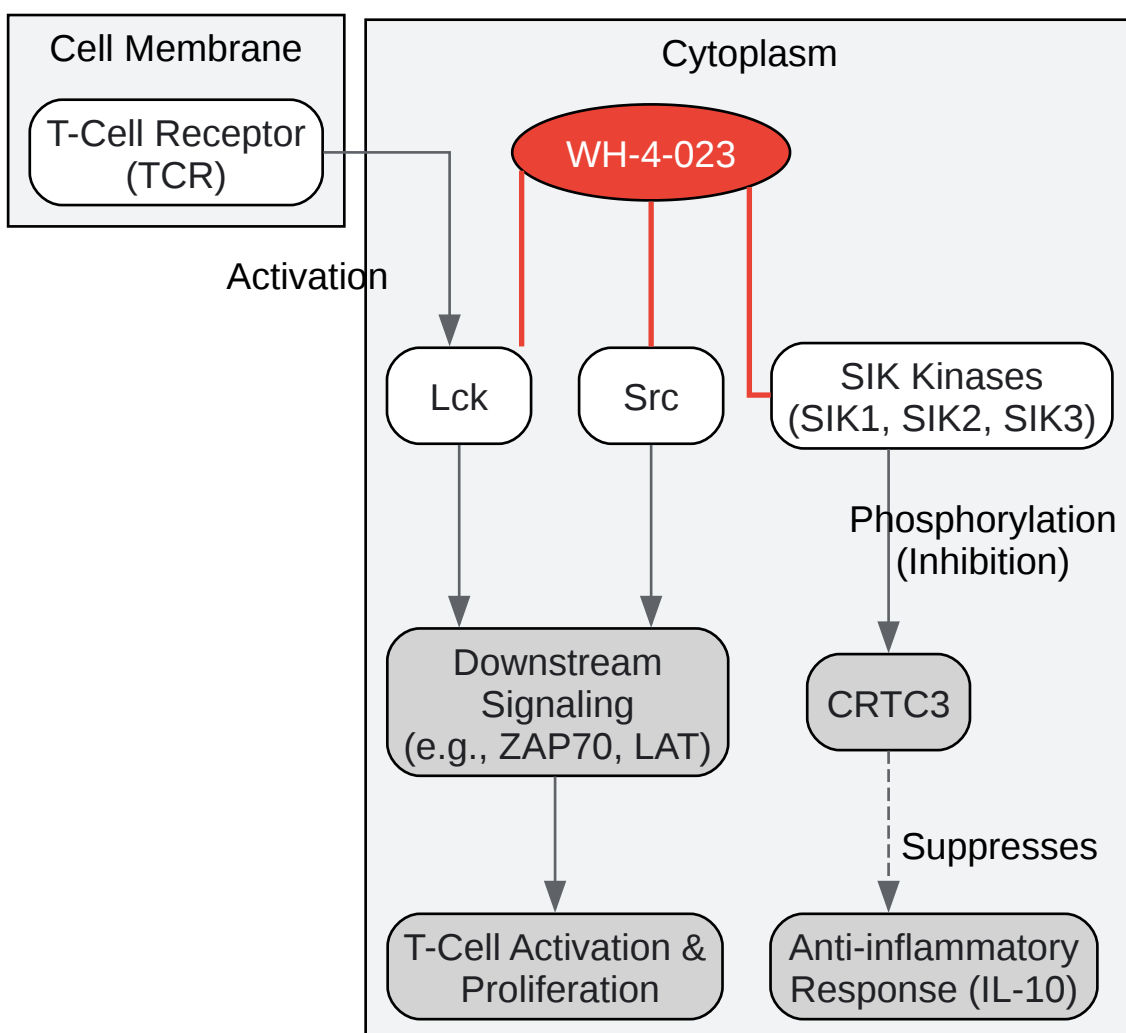 Cell Membrane
Cytoplasm
T-Cell Receptor
(TCR)
WH-4-023
Activation
Lck
Src
SIK Kinases
(SIK1, SIK2, SIK3)
Phosphorylation
(Inhibition)
Downstream
Signaling
(e.g., ZAP70, LAT)
CRTC3
Suppresses
T-Cell Activation &
Proliferation
Anti-inflammatory
Response (IL-10)